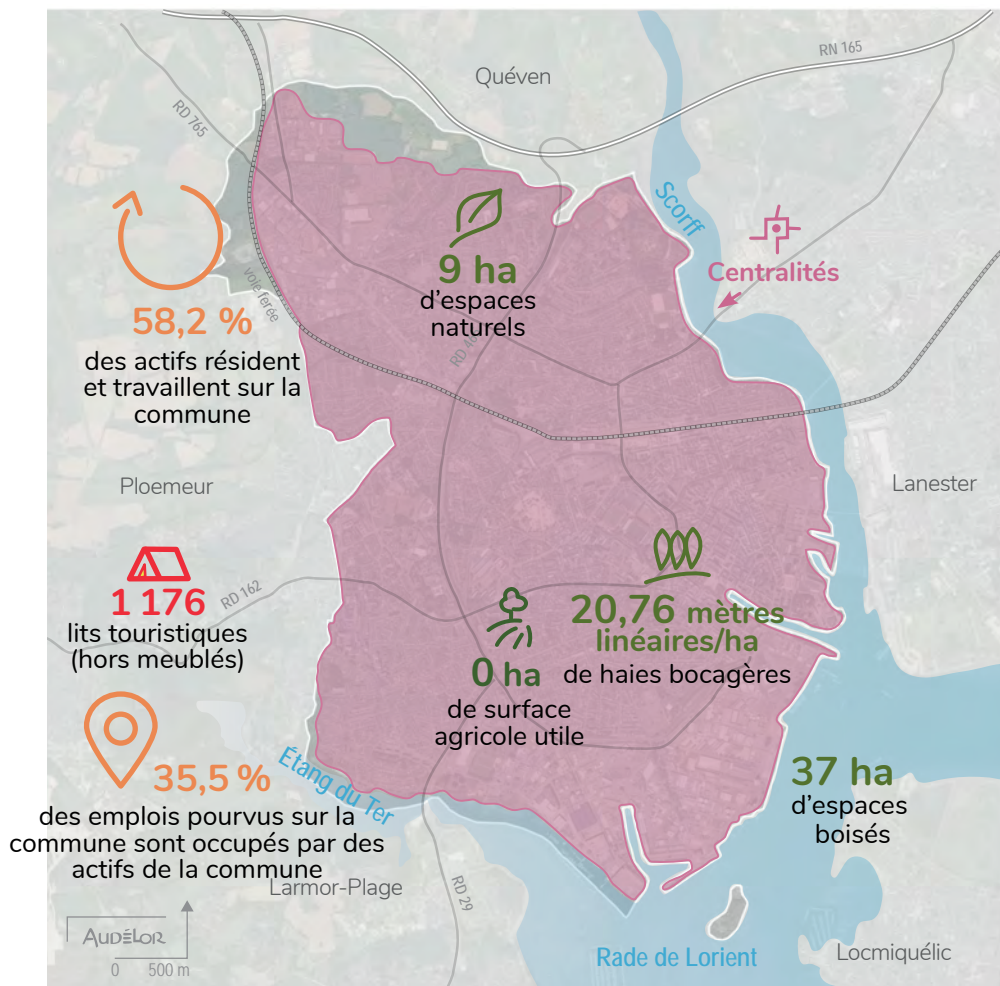 RN 165
Quéven
RD 765
Scorff
Centralités
9 ha
d'espaces
naturels
voie ferée
58,2 %
des actifs résident
et travaillent sur la
commune
Ploemeur
Lanester
1 176
lits touristiques
(hors meublés)
RD 162
20,76 mètres
linéaires/ha
de haies bocagères
0 ha
de surface
agricole utile
35,5 %
des emplois pourvus sur la
commune sont occupés par des
actifs de la commune
Étang du Ter
37 ha
d'espaces
boisés
Larmor-Plage
RD 29
AUDÉLOR
0 500 m
Rade de Lorient
Locmiquélic